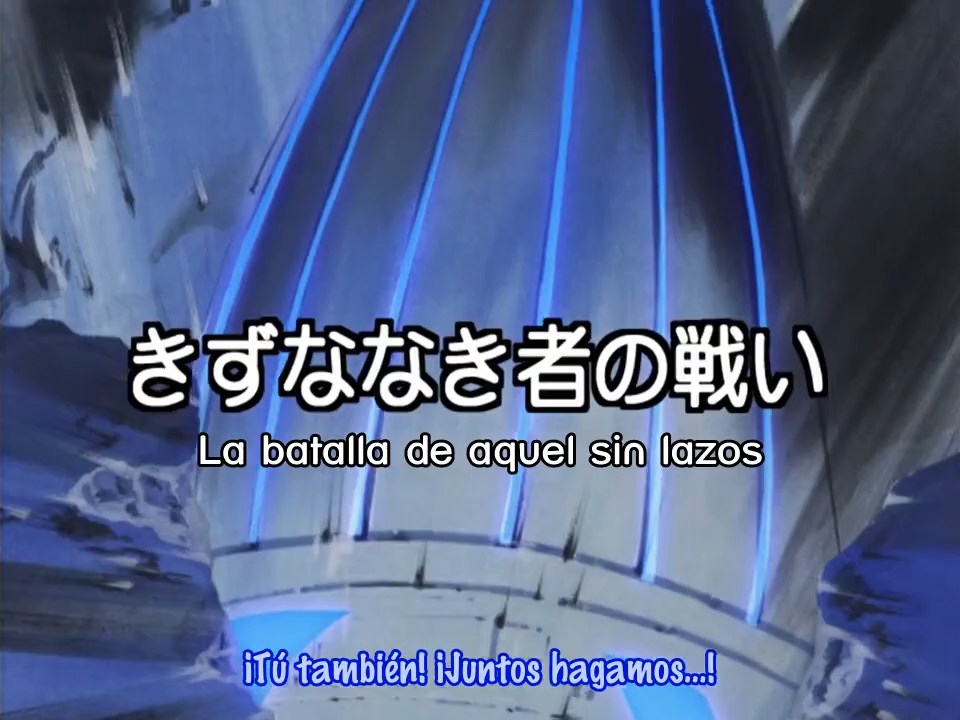 きずななき者の戦い
La batalla de aquel sin lazos
¡Tú también! ¡Juntos hagamos...!